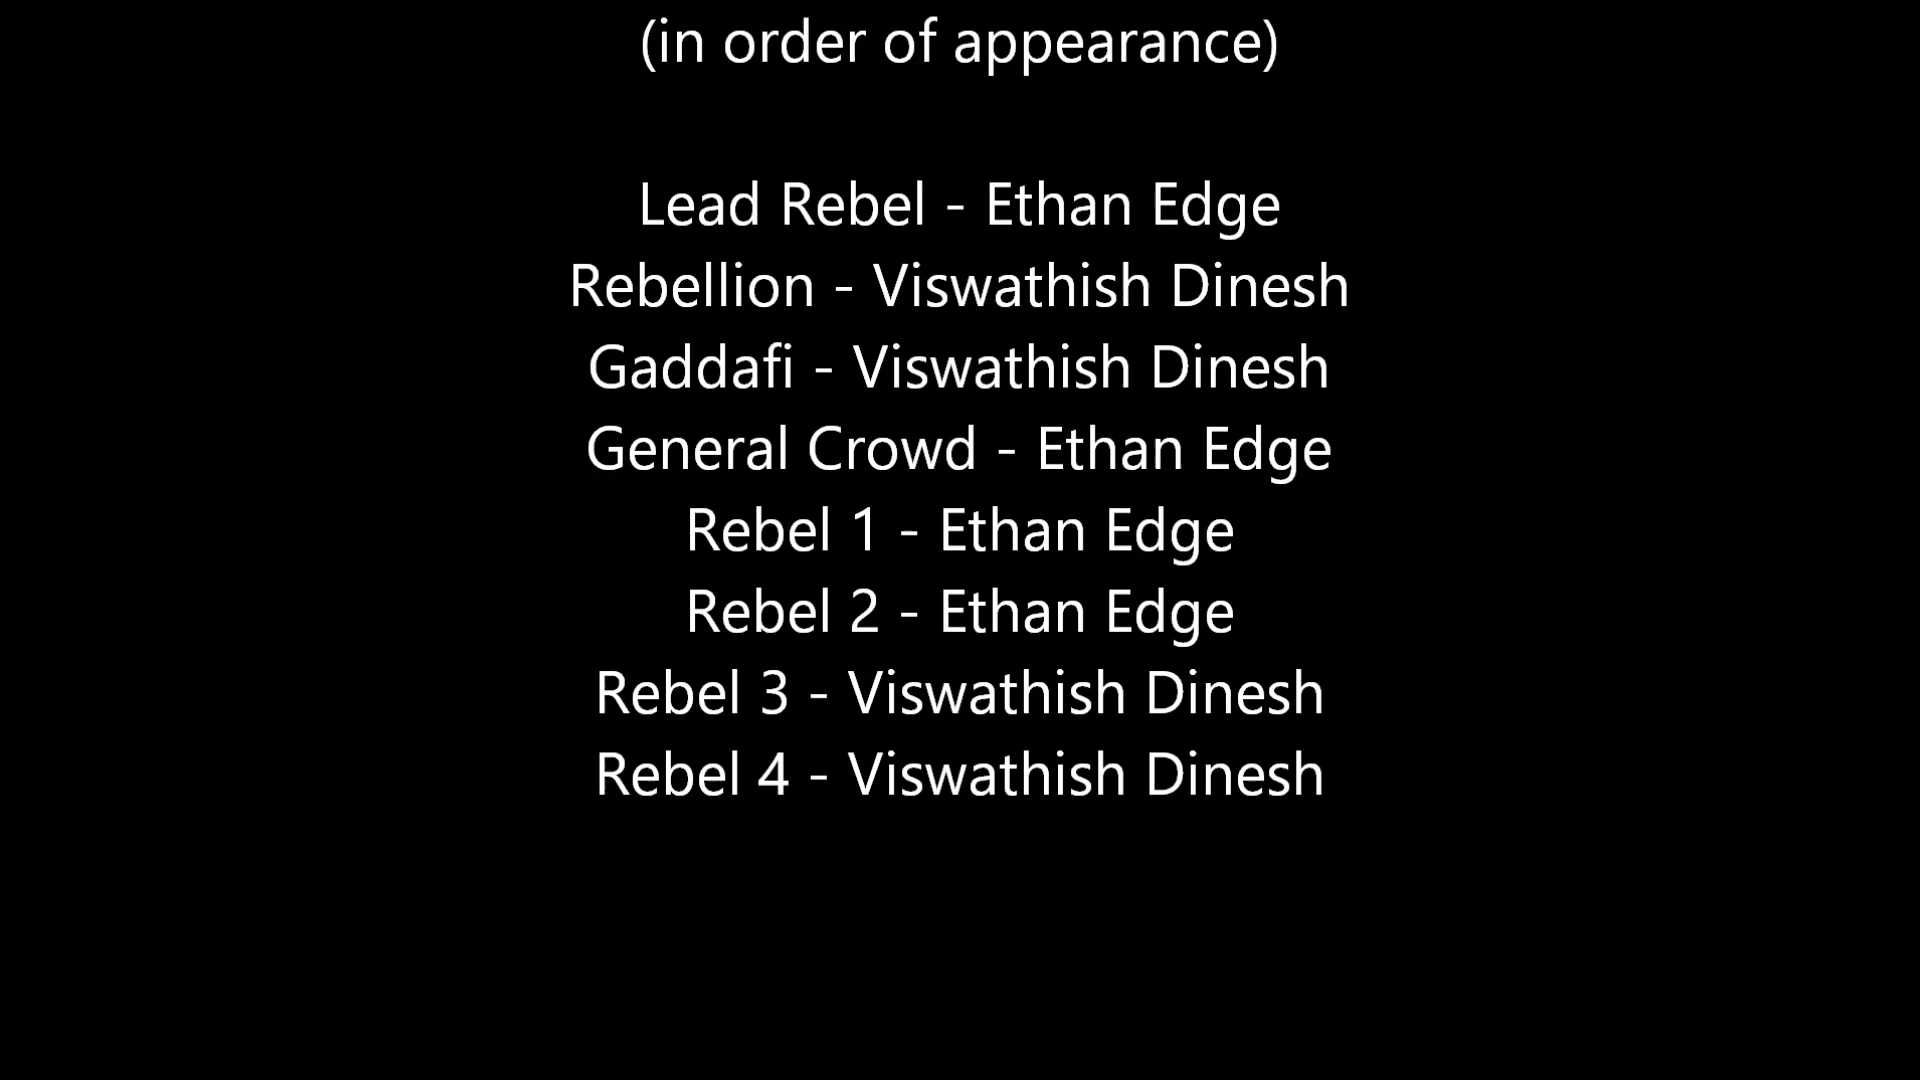 (in order of appearance)
Lead Rebel - Ethan Edge
Rebellion - Viswathish Dinesh
Gaddafi - Viswathish Dinesh
General Crowd - Ethan Edge
Rebel 1 - Ethan Edge
Rebel 2 - Ethan Edge
Rebel 3 - Viswathish Dinesh
Rebel 4 - Viswathish Dinesh